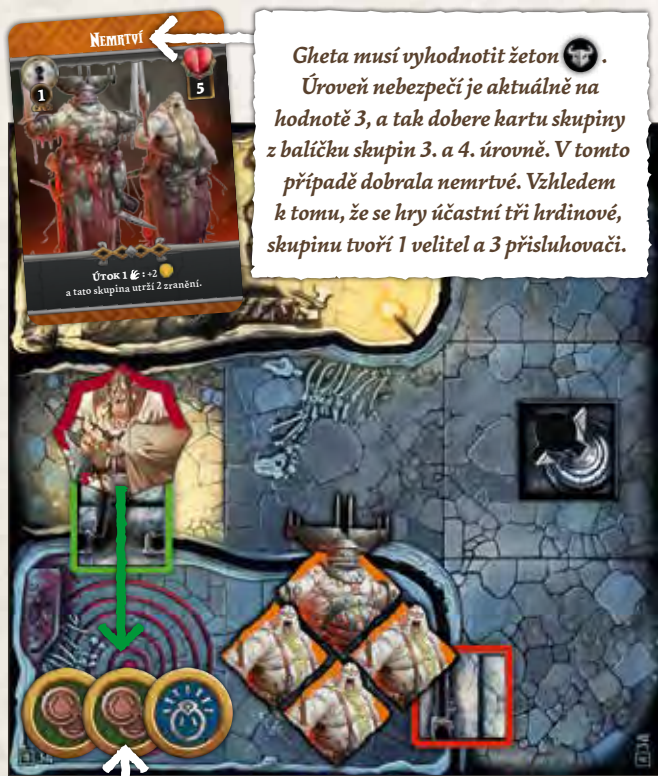 Nemrtví
1
5
Útok 1 : +2
a tato skupina utrží 2 zranění.
Gheta musí vyhodnotit žeton .
Úroveň nebezpečí je aktuálně na
hodnotě 3, a tak dobere kartu skupiny
z balíčku skupin 3. a 4. úrovně. V tomto
případě dobrala nemrtvé. Vzhledem
k tomu, že se hry účastní tři hrdinové,
skupinu tvoří 1 velitel a 3 přisluhovači.